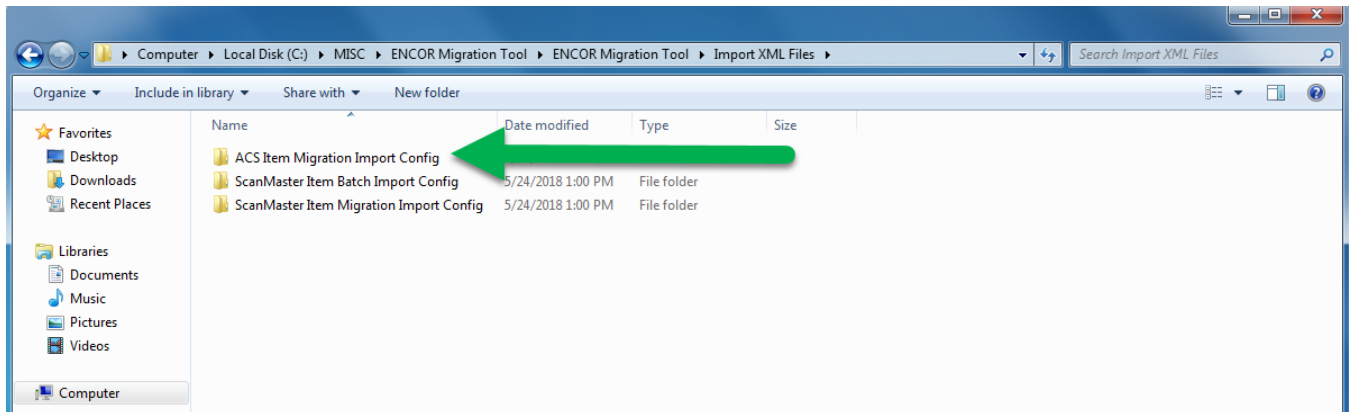 Computer ▸ Local Disk (C:) ▸ MISC ▸ ENCOR Migration Tool ▸ ENCOR Migration Tool ▸ Import XML Files ▸
Search Import XML Files
Organize Include in library Share with New folder
Name Date modified Type Size
Favorites
Desktop
Downloads
Recent Places
Libraries
Documents
Music
Pictures
Videos
Computer
ACS Item Migration Import Config
ScanMaster Item Batch Import Config 5/24/2018 1:00 PM File folder
ScanMaster Item Migration Import Config 5/24/2018 1:00 PM File folder